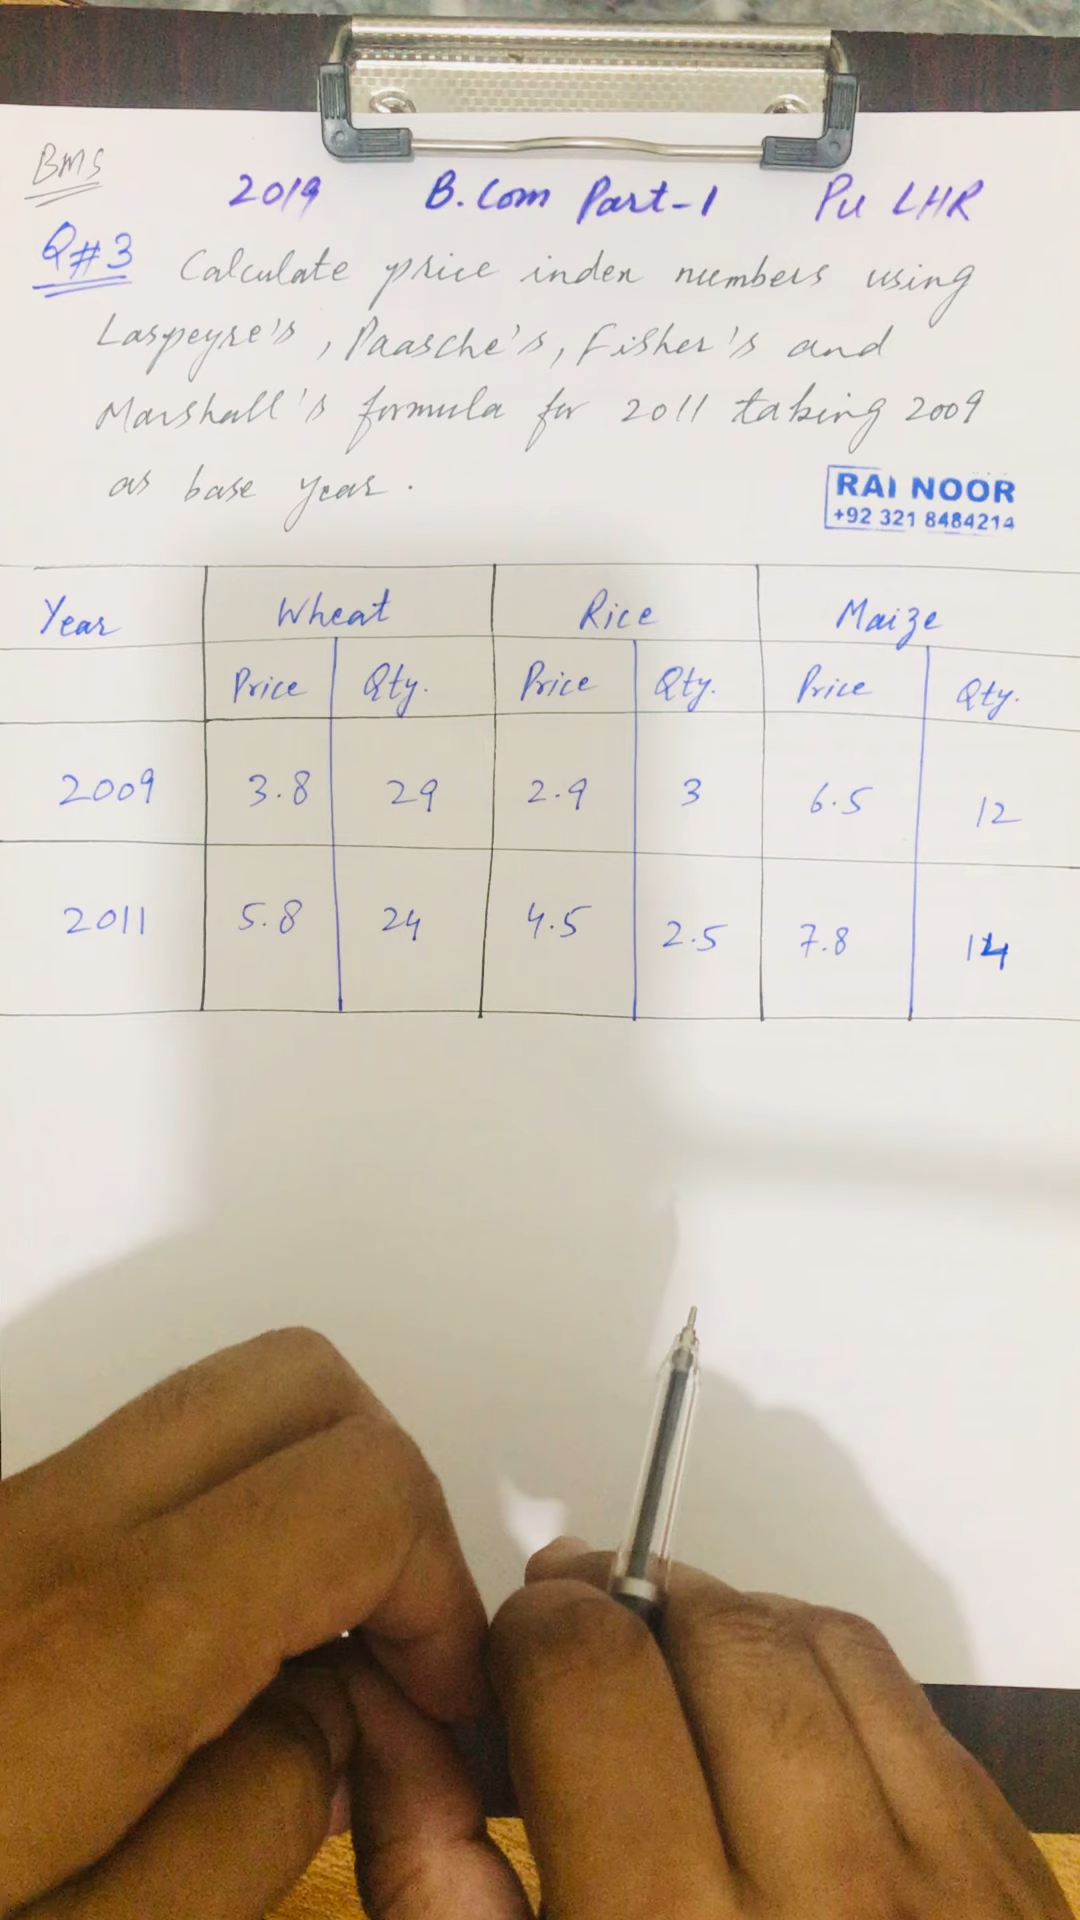 BMS
2019 B.Com Part-1 Pu LHR
Q#3 Calculate price index numbers using
Laspeyre's, Paasche's, Fisher's and
Marshall's formula for 2011 taking 2009
as base year.
RAI NOOR
+92 321 8484214
Year Wheat Rice Maize
Price Qty. Price Qty. Price Qty.
2009 3.8 29 2.9 3 6.5 12
2011 5.8 24 4.5 2.5 7.8 14